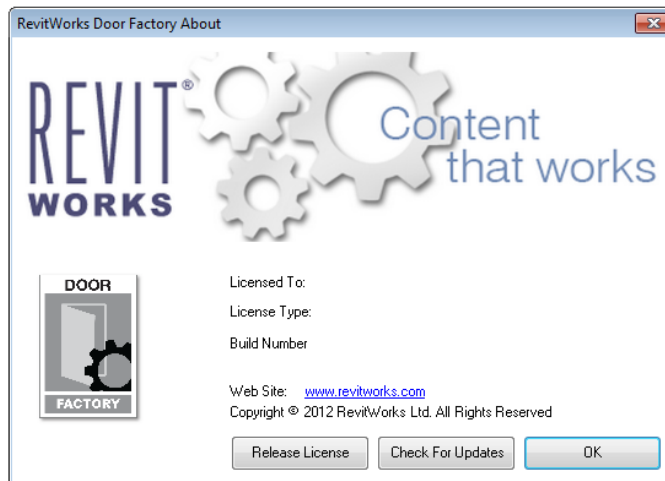 RevitWorks Door Factory About
REVIT®
WORKS
Content
that works
DOOR
FACTORY
Licensed To:
License Type:
Build Number
Web Site: www.revitworks.com
Copyright © 2012 RevitWorks Ltd. All Rights Reserved
Release License Check For Updates OK